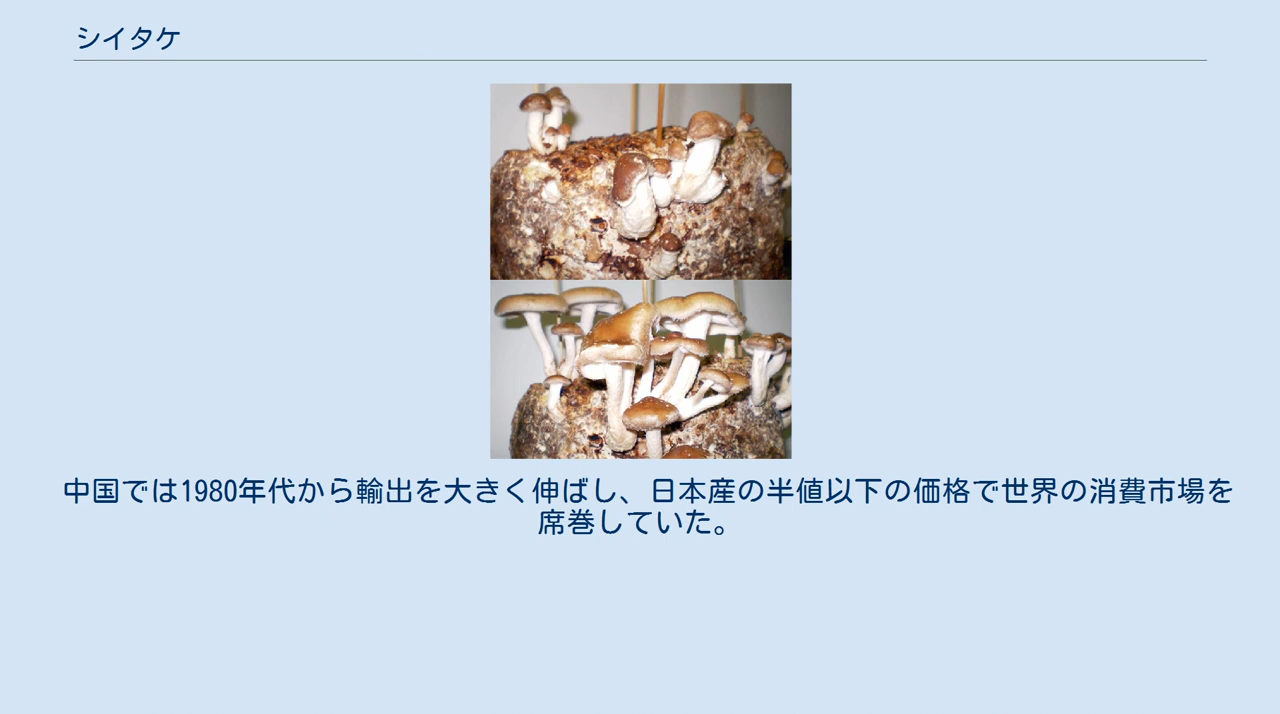 シイタケ
中国では1980年代から輸出を大きく伸ばし、日本産の半値以下の価格で世界の消費市場を
席巻していた。